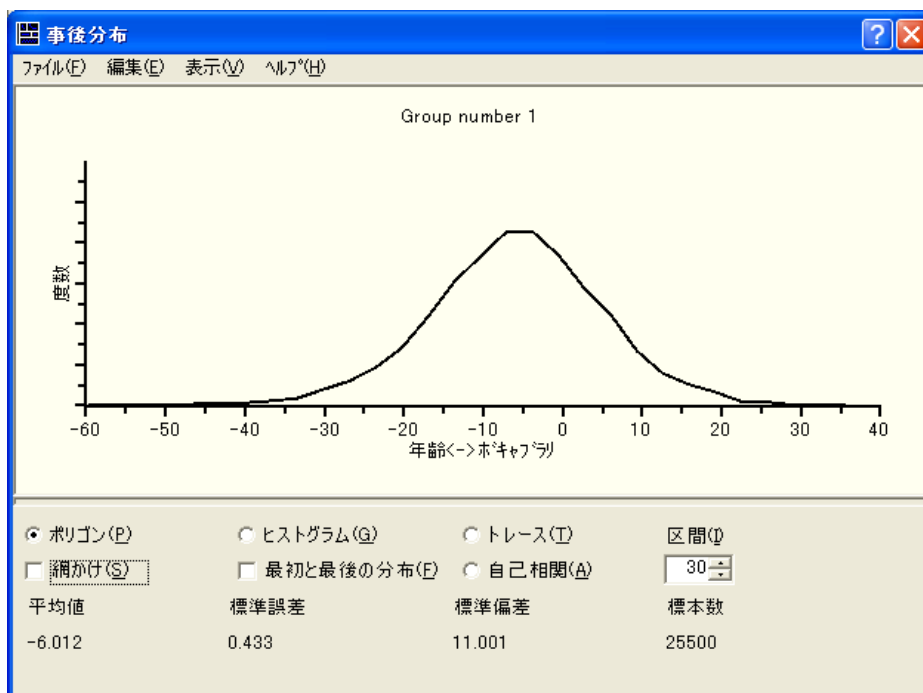 事後分布
ファイル(F) 編集(E) 表示(V) ヘルプ(H)
Group number 1
度数
-60 -50 -40 -30 -20 -10 0 10 20 30 40
年齢<->ボキャブラリ
ポリゴン(P) ヒストグラム(G) トレース(T) 区間(I)
網かけ(S) 最初と最後の分布(F) 自己相関(A) 30
平均値 標準誤差 標準偏差 標本数
-6.012 0.433 11.001 25500